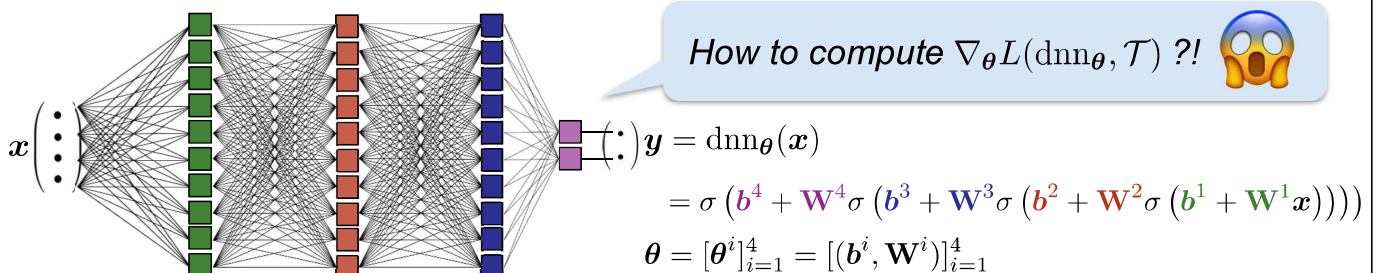 How to compute ∇_θ L(dnn_θ, 𝒯) ?!
x
y = dnn_θ(x)
= σ (b⁴ + W⁴σ (b³ + W³σ (b² + W²σ (b¹ + W¹x))))
θ = [θⁱ]⁴ᵢ₌₁ = [(bⁱ, Wⁱ)]⁴ᵢ₌₁